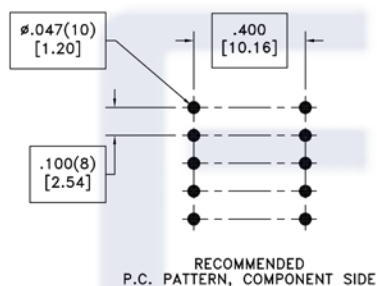 ø.047(10)
[1.20]
.400
[10.16]
.100(8)
[2.54]
RECOMMENDED
P.C. PATTERN, COMPONENT SIDE